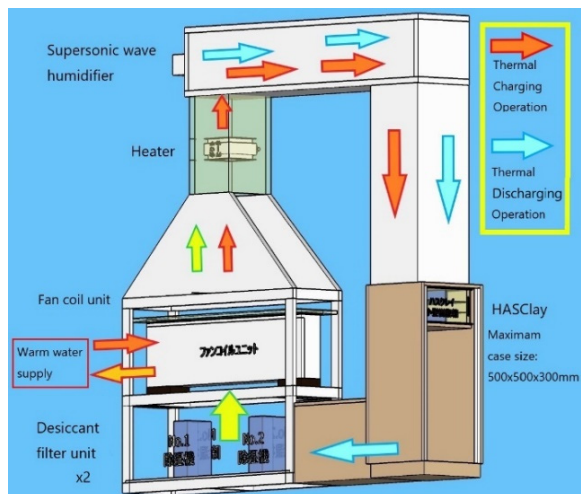 Supersonic wave
humidifier
Heater
Fan coil unit
Warm water
supply
Desiccant
filter unit
x2
ファンコイルユニット
No.1
No.2
Thermal
Charging
Operation
Thermal
Discharging
Operation
HASClay
Maximam
case size:
500x500x300mm